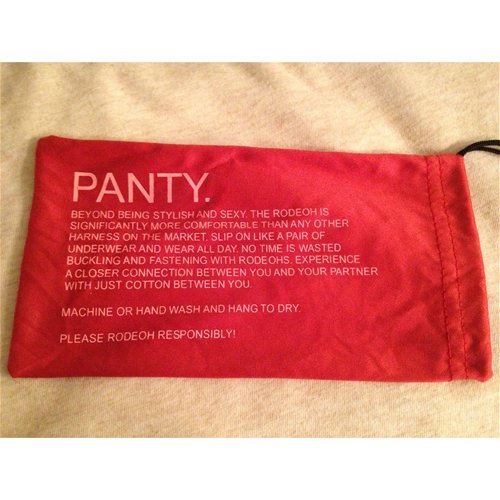 PANTY.
BEYOND BEING STYLISH AND SEXY. THE RODEOH IS
SIGNIFICANTLY MORE COMFORTABLE THAN ANY OTHER
HARNESS ON THE MARKET. SLIP ON LIKE A PAIR OF
UNDERWEAR AND WEAR ALL DAY. NO TIME IS WASTED
BUCKLING AND FASTENING WITH RODEOHS. EXPERIENCE
A CLOSER CONNECTION BETWEEN YOU AND YOUR PARTNER
WITH JUST COTTON BETWEEN YOU.
MACHINE OR HAND WASH AND HANG TO DRY.
PLEASE RODEOH RESPONSIBLY!